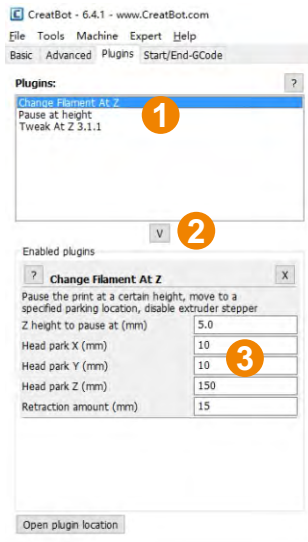 CreatBot - 6.4.1 - www.CreatBot.com
File Tools Machine Expert Help
Basic Advanced Plugins Start/End-GCode
Plugins: ?
Change Filament At Z
Pause at height
Tweak At Z 3.1.1
1
V 2
Enabled plugins
? Change Filament At Z X
Pause the print at a certain height, move to a
specified parking location, disable extruder stepper
Z height to pause at (mm) 5.0
Head park X (mm) 10
Head park Y (mm) 10
3
Head park Z (mm) 150
Retraction amount (mm) 15
Open plugin location